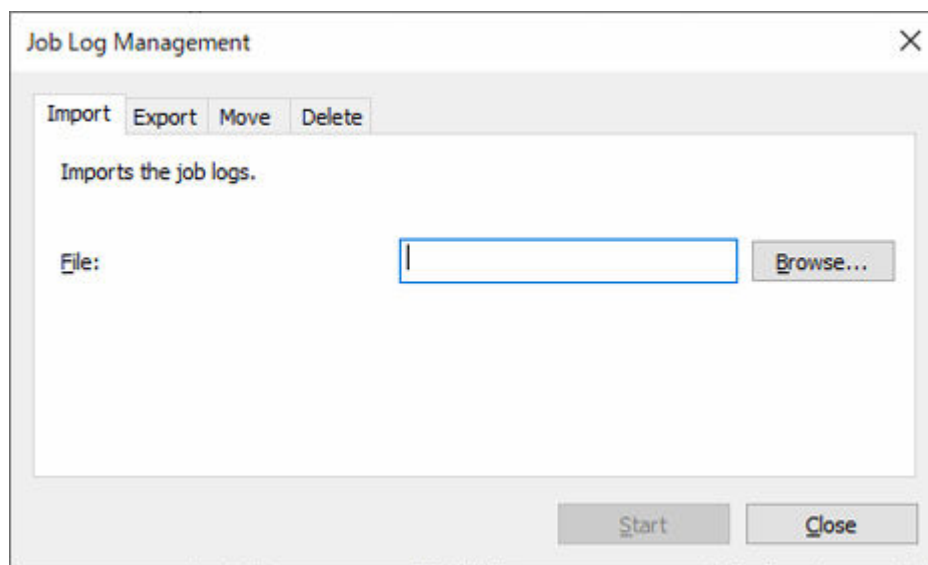 Job Log Management
Import Export Move Delete
Imports the job logs.
File: Browse...
Start Close